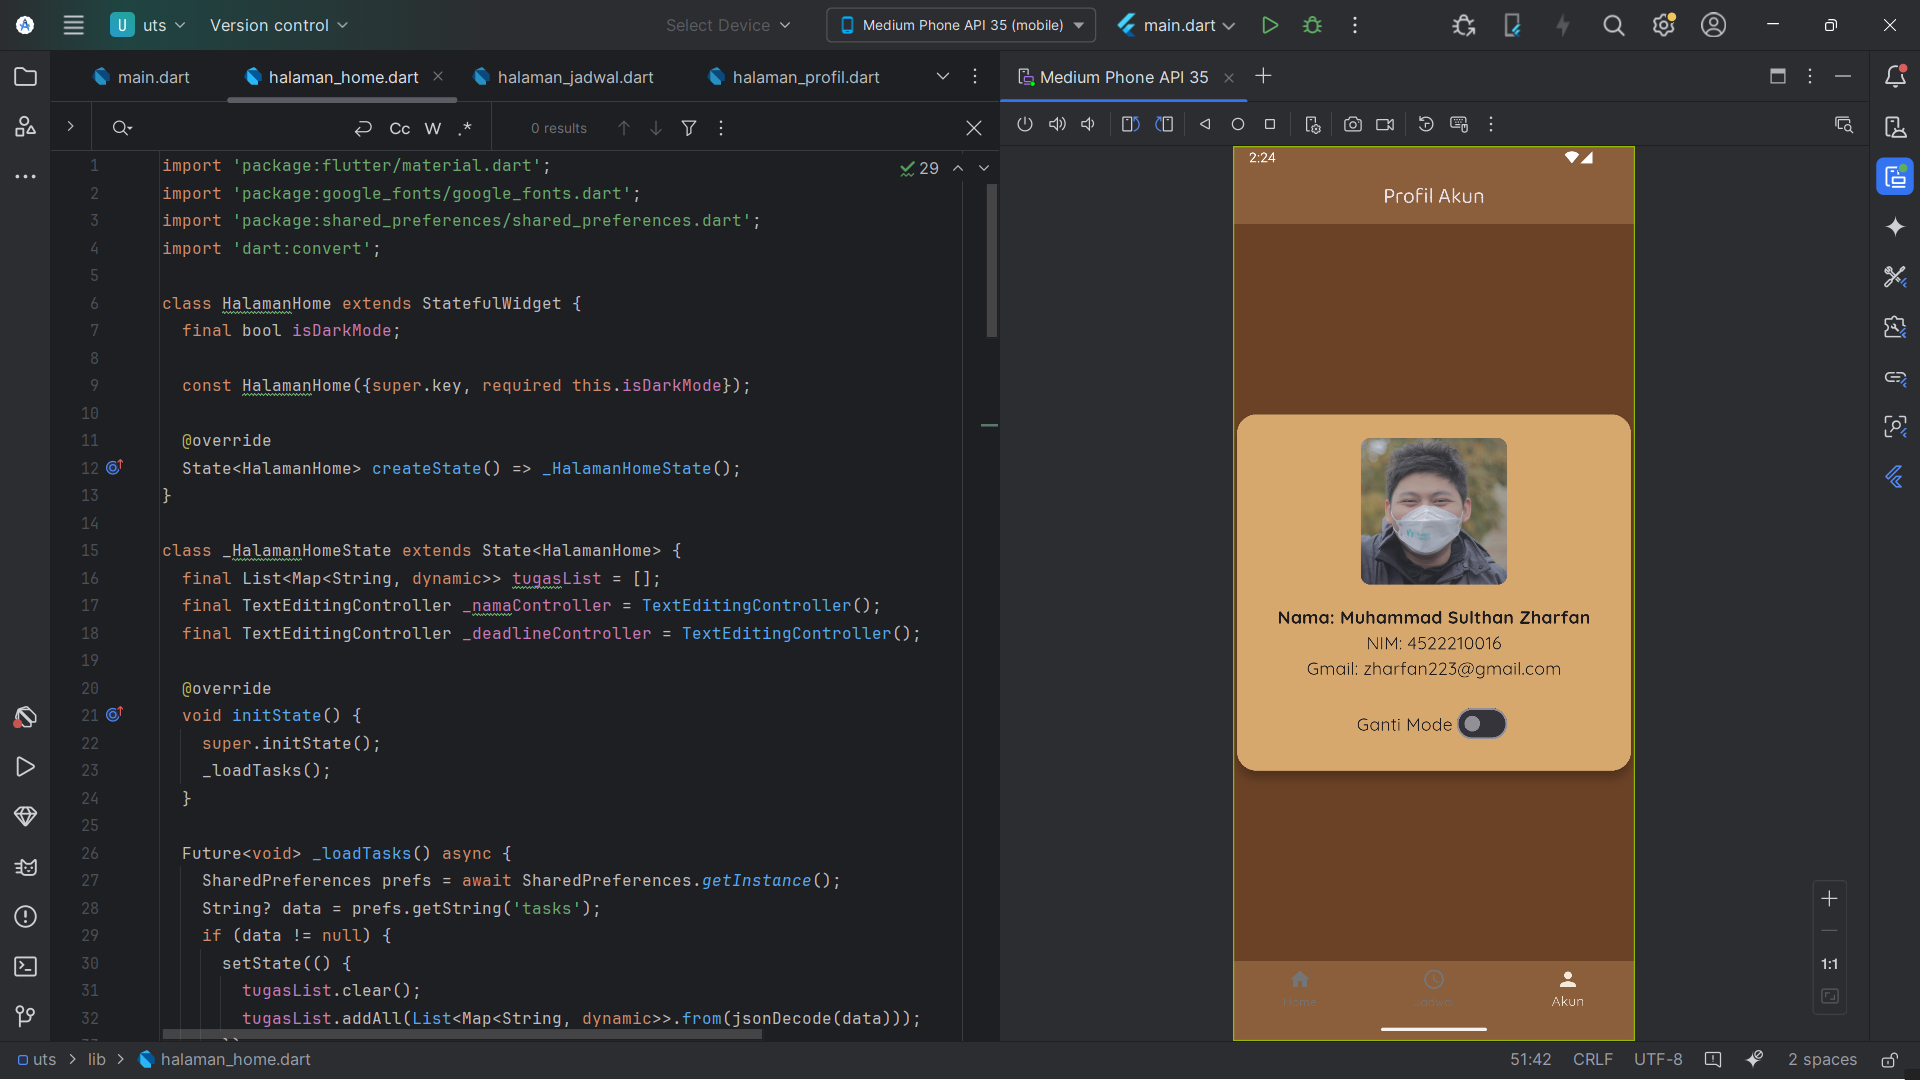 U uts Version control Select Device Medium Phone API 35 (mobile) main.dart
main.dart halaman_home.dart halaman_jadwal.dart halaman_profil.dart Medium Phone API 35
Cc W .* 0 results
29
1 import 'package:flutter/material.dart';
2 import 'package:google_fonts/google_fonts.dart';
3 import 'package:shared_preferences/shared_preferences.dart';
4 import 'dart:convert';
5
6 class HalamanHome extends StatefulWidget {
7 final bool isDarkMode;
8
9 const HalamanHome({super.key, required this.isDarkMode});
10
11 @override
12 State<HalamanHome> createState() => _HalamanHomeState();
13 }
14
15 class _HalamanHomeState extends State<HalamanHome> {
16 final List<Map<String, dynamic>> tugasList = [];
17 final TextEditingController _namaController = TextEditingController();
18 final TextEditingController _deadlineController = TextEditingController();
19
20 @override
21 void initState() {
22 super.initState();
23 _loadTasks();
24 }
25
26 Future<void> _loadTasks() async {
27 SharedPreferences prefs = await SharedPreferences.getInstance();
28 String? data = prefs.getString('tasks');
29 if (data != null) {
30 setState(() {
31 tugasList.clear();
32 tugasList.addAll(List<Map<String, dynamic>>.from(jsonDecode(data)));
2:24
Profil Akun
Nama: Muhammad Sulthan Zharfan
NIM: 4522210016
Gmail: zharfan223@gmail.com
Ganti Mode
Home Jadwal Akun
1:1
uts > lib > halaman_home.dart 51:42 CRLF UTF-8 2 spaces